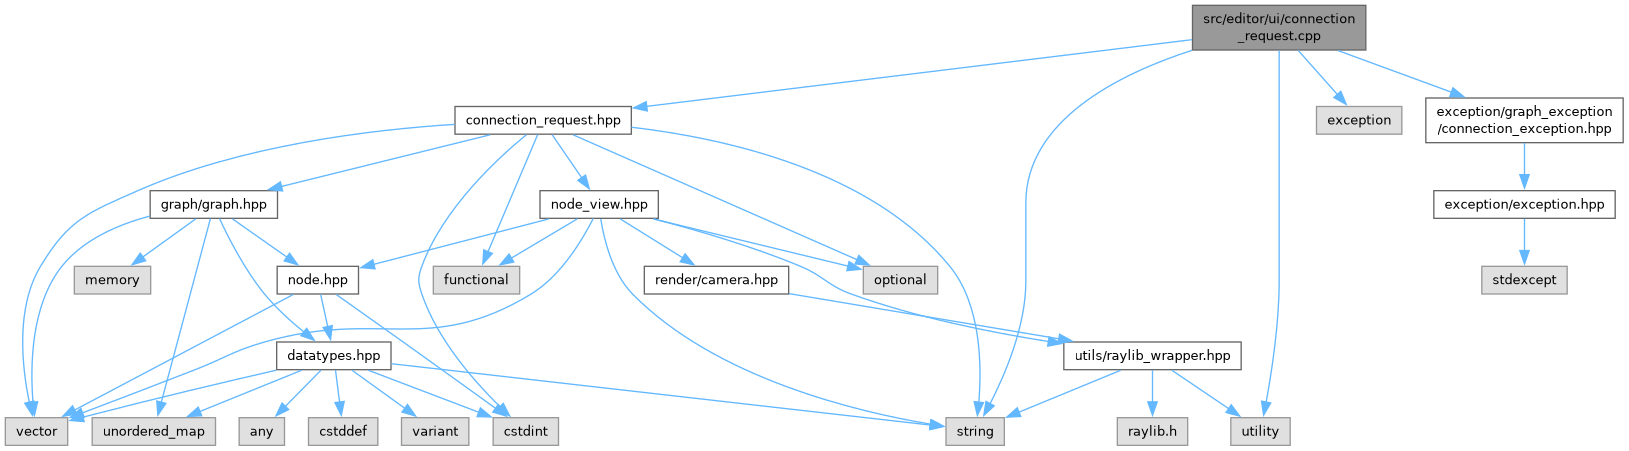 src/editor/ui/connection
_request.cpp
connection_request.hpp
exception
exception/graph_exception
/connection_exception.hpp
graph/graph.hpp
node_view.hpp
exception/exception.hpp
memory
node.hpp
functional
render/camera.hpp
optional
stdexcept
datatypes.hpp
utils/raylib_wrapper.hpp
vector
unordered_map
any
cstddef
variant
cstdint
string
raylib.h
utility